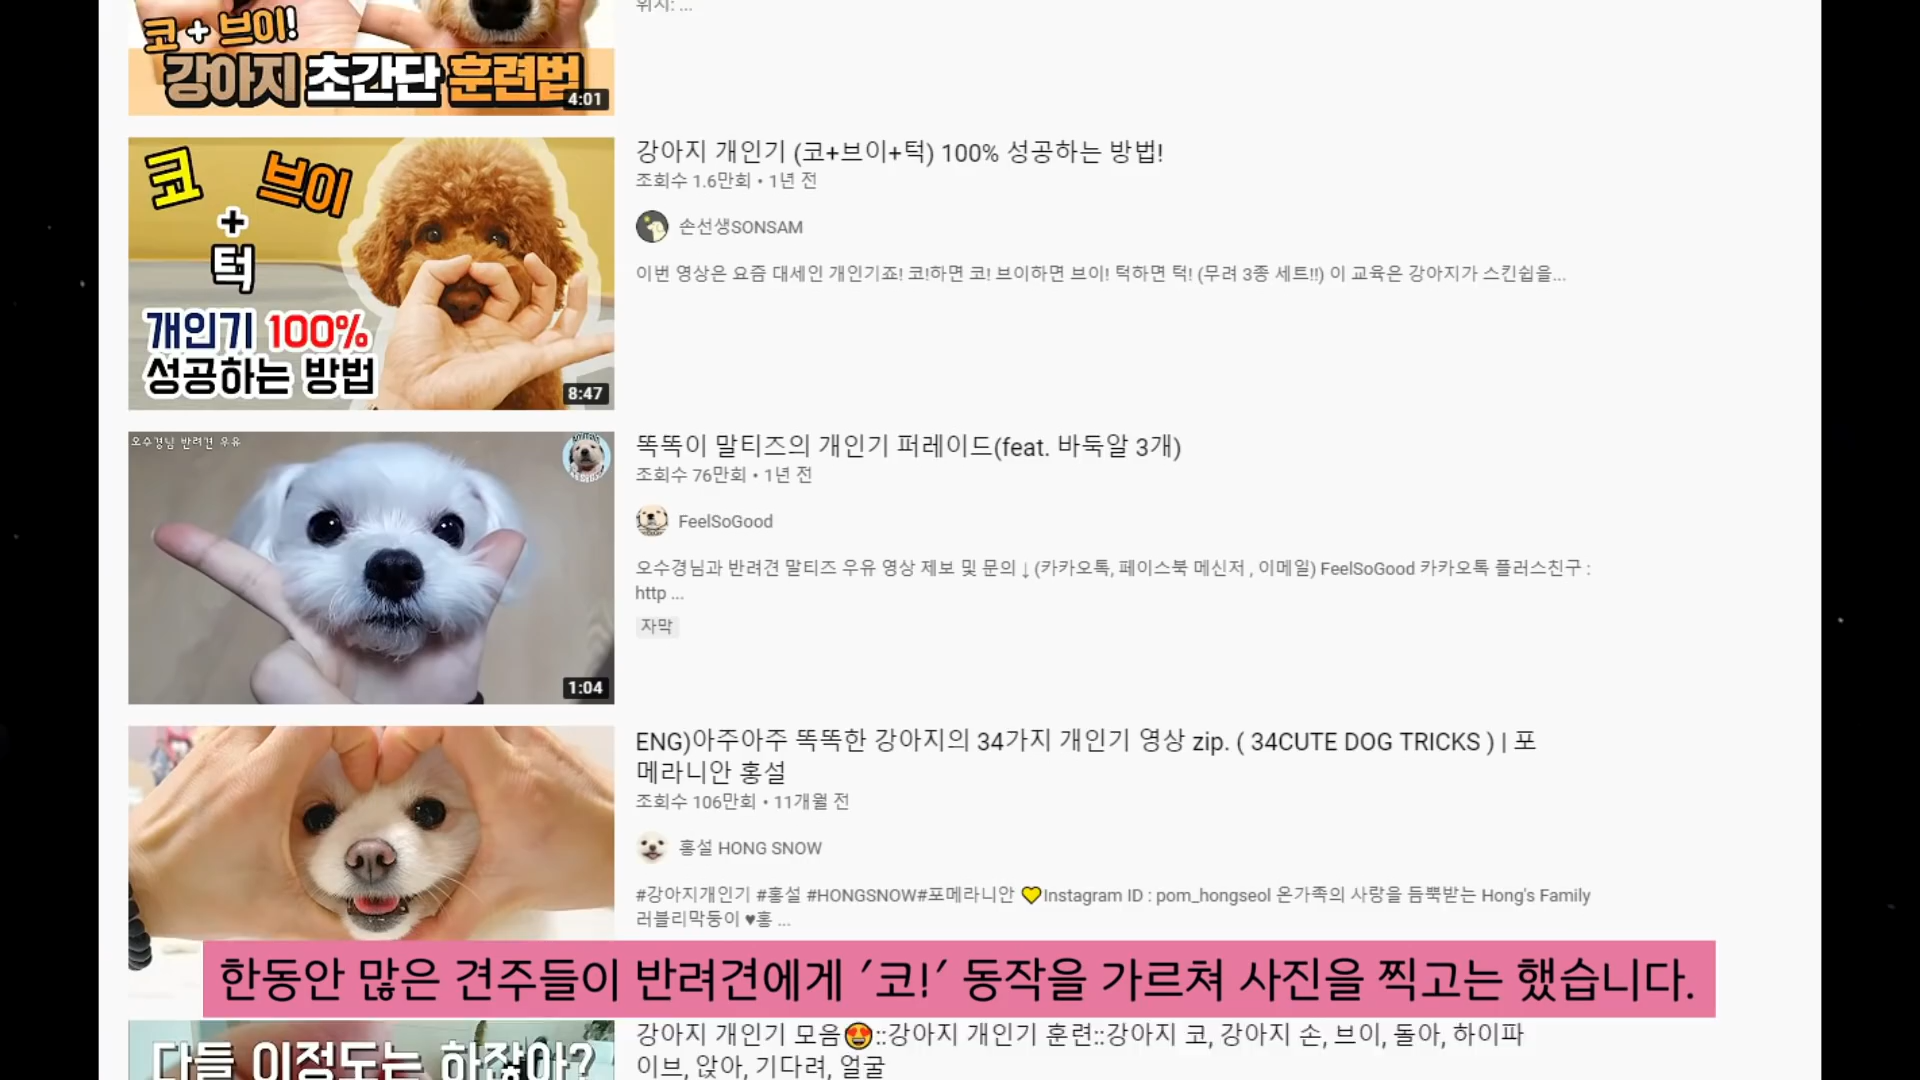 위치: ...
코 + 브이!
강아지 초간단 훈련법
4:01
코 브이
+
턱
개인기 100%
성공하는 방법
8:47
강아지 개인기 (코+브이+턱) 100% 성공하는 방법!
조회수 1.6만회 • 1년 전
손선생SONSAM
이번 영상은 요즘 대세인 개인기죠! 코!하면 코! 브이하면 브이! 턱하면 턱! (무려 3종 세트!!) 이 교육은 강아지가 스킨쉽을...
오수경님 반려견 우유
1:04
똑똑이 말티즈의 개인기 퍼레이드(feat. 바둑알 3개)
조회수 76만회 • 1년 전
FeelSoGood
오수경님과 반려견 말티즈 우유 영상 제보 및 문의 ↓ (카카오톡, 페이스북 메신저 , 이메일) FeelSoGood 카카오톡 플러스친구 :
http ...
자막
ENG)아주아주 똑똑한 강아지의 34가지 개인기 영상 zip. ( 34CUTE DOG TRICKS ) | 포
메라니안 홍설
조회수 106만회 • 11개월 전
홍설 HONG SNOW
#강아지개인기 #홍설 #HONGSNOW#포메라니안 💛Instagram ID : pom_hongseol 온가족의 사랑을 듬뿍받는 Hong's Family
러블리막둥이 ♥홍 ...
한동안 많은 견주들이 반려견에게 ′코!′ 동작을 가르쳐 사진을 찍고는 했습니다.
다들 이정도는 하잖아?
강아지 개인기 모음😍::강아지 개인기 훈련::강아지 코, 강아지 손, 브이, 돌아, 하이파
이브, 앉아, 기다려, 얼굴